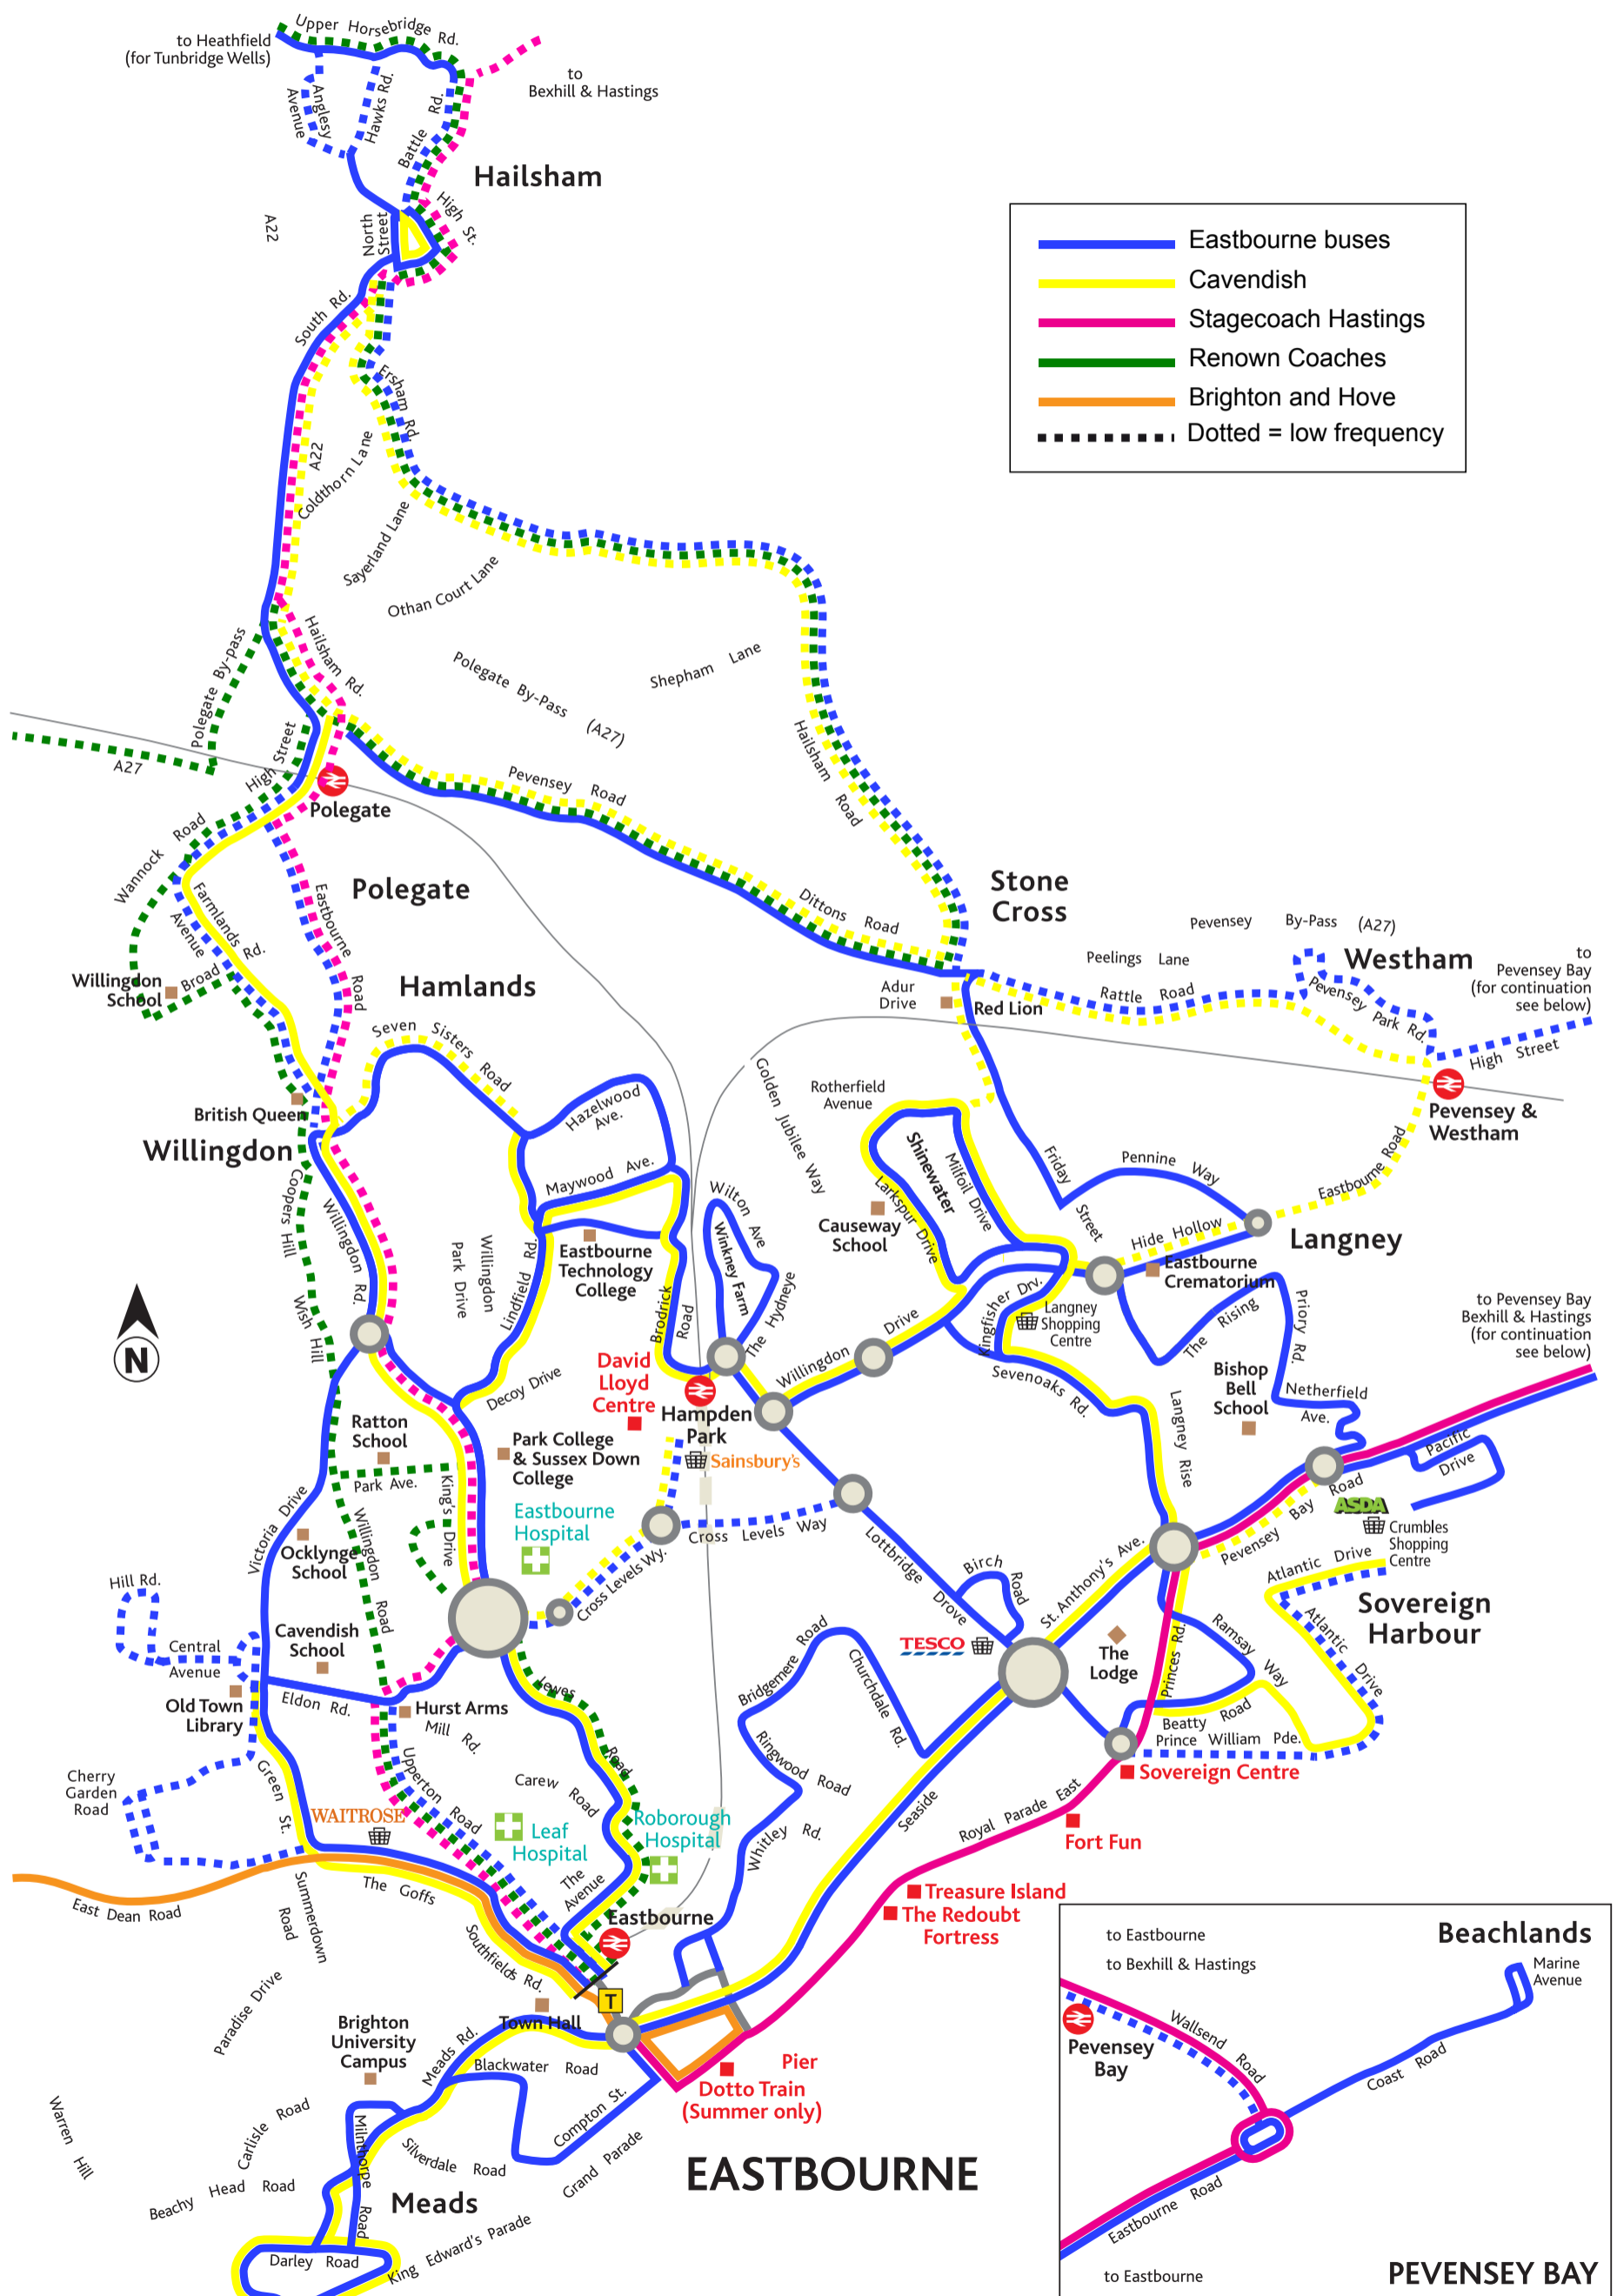 Upper Horsebridge Rd.
to Heathfield
(for Tunbridge Wells)
to
Bexhill & Hastings
Anglesy
Avenue
Hawks Rd.
Battle Rd.
Hailsham
High St.
North
Street
A22
South Rd.
Eastbourne buses
Cavendish
Stagecoach Hastings
Renown Coaches
Brighton and Hove
Dotted = low frequency
Ersham Rd.
A22
Coldthorn Lane
Sayerland Lane
Othan Court Lane
Hailsham Rd.
Polegate By-pass
Polegate By-Pass (A27)
Shepham Lane
Hailsham Road
A27
High Street
Polegate
Pevensey Road
Wannock Road
Polegate
Farmlands
Avenue
Eastbourne Road
Broad Rd.
Willingdon
School
Dittons Road
Stone
Cross
Pevensey By-Pass (A27)
Peelings Lane
Westham
to
Pevensey Bay
(for continuation
see below)
Hamlands
Adur
Drive
Red Lion
Rattle Road
Pevensey Park Rd.
High Street
Seven Sisters Road
British Queen
Willingdon
Hazelwood
Ave.
Golden Jubilee Way
Rotherfield
Avenue
Pevensey &
Westham
Coopers Hill
Maywood Ave.
Shinewater
Milfoil Drive
Larkspur Drive
Causeway
School
Friday Street
Pennine Way
Eastbourne Road
Hide Hollow
Langney
Willingdon Rd.
Willingdon
Park Drive
Lindfield Rd.
Eastbourne
Technology
College
Wilton Ave
Winkney Farm
The Hydneye
Brodrick
Road
Eastbourne
Crematorium
Wish Hill
N
Kingfisher Drv.
Langney
Shopping
Centre
The Rising
Priory Rd.
to Pevensey Bay
Bexhill & Hastings
(for continuation
see below)
David
Lloyd
Centre
Decoy Drive
Hampden
Park
Willingdon Drive
Sevenoaks Rd.
Bishop
Bell
School
Netherfield
Ave.
Ratton
School
Park College
& Sussex Down
College
Sainsbury's
Langney Rise
Pacific
Drive
Park Ave.
King's Drive
Eastbourne
Hospital
Cross Levels Way
Pevensey Bay Road
ASDA
Crumbles
Shopping
Centre
Victoria Drive
Ocklynge
School
Willingdon Road
Cross Levels Wy.
Lottbridge Drove
Birch Road
St. Anthony's Ave.
Atlantic Drive
Hill Rd.
Central
Avenue
Cavendish
School
TESCO
The
Lodge
Princes Rd.
Ramsay Way
Atlantic Drive
Sovereign
Harbour
Old Town
Library
Eldon Rd.
Hurst Arms
Mill Rd.
Lewes Road
Bridgemere Road
Churchdale Rd.
Beatty Road
Prince William Pde.
Sovereign Centre
Cherry
Garden
Road
Green St.
Upperton Road
Carew Road
Ringwood Road
Seaside
Royal Parade East
Fort Fun
WAITROSE
Leaf
Hospital
Roborough
Hospital
Whitley Rd.
The Goffs
The
Avenue
East Dean Road
Summerdown
Road
Southfields Rd.
Eastbourne
Treasure Island
The Redoubt
Fortress
T
Paradise Drive
Town Hall
Brighton
University
Campus
Meads Rd.
Blackwater Road
Pier
Dotto Train
(Summer only)
Compton St.
Grand Parade
Warren Hill
Carlisle Road
Milnthorpe Road
Silverdale Road
EASTBOURNE
Beachy Head Road
Meads
Darley Road
King Edward's Parade
to Eastbourne
to Bexhill & Hastings
Beachlands
Marine
Avenue
Pevensey
Bay
Wallsend Road
Coast Road
Eastbourne Road
to Eastbourne
PEVENSEY BAY